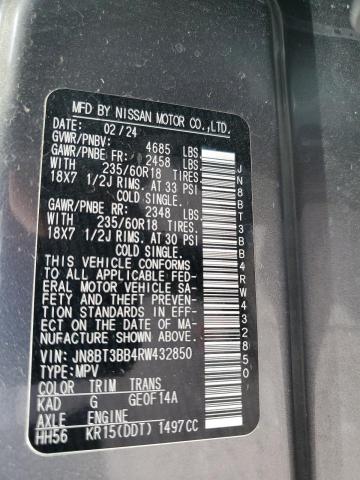 MFD BY NISSAN MOTOR CO.,LTD.
DATE: 02/24
GVWR/PNBV: 4685 LBS
GAWR/PNBE FR: 2458 LBS
WITH 235/60R18 TIRES,
18X7 1/2J RIMS AT 33 PSI
COLD SINGLE.
GAWR/PNBE RR: 2348 LBS
WITH 235/60R18 TIRES,
18X7 1/2J RIMS AT 30 PSI
COLD SINGLE.
THIS VEHICLE CONFORMS
TO ALL APPLICABLE FED-
ERAL MOTOR VEHICLE SA-
FETY AND THEFT PREVEN-
TION STANDARDS IN EFF-
ECT ON THE DATE OF MA-
NUFACTURE SHOWN ABOVE.
VIN: JN8BT3BB4RW432850
TYPE: MPV
COLOR TRIM TRANS
KAD G GE0F14A
AXLE ENGINE
HH56 KR15(DDT) 1497CC
JN8BT3BB4RW432850